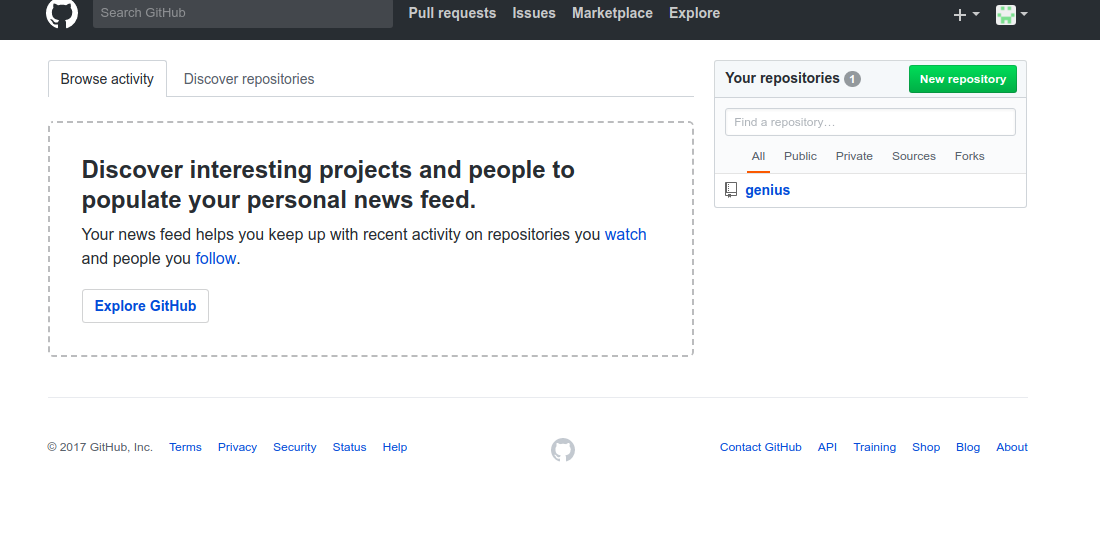 Search GitHub Pull requests Issues Marketplace Explore
Browse activity Discover repositories
Discover interesting projects and people to
populate your personal news feed.
Your news feed helps you keep up with recent activity on repositories you watch
and people you follow.
Explore GitHub
Your repositories 1 New repository
Find a repository…
All Public Private Sources Forks
genius
© 2017 GitHub, Inc. Terms Privacy Security Status Help Contact GitHub API Training Shop Blog About